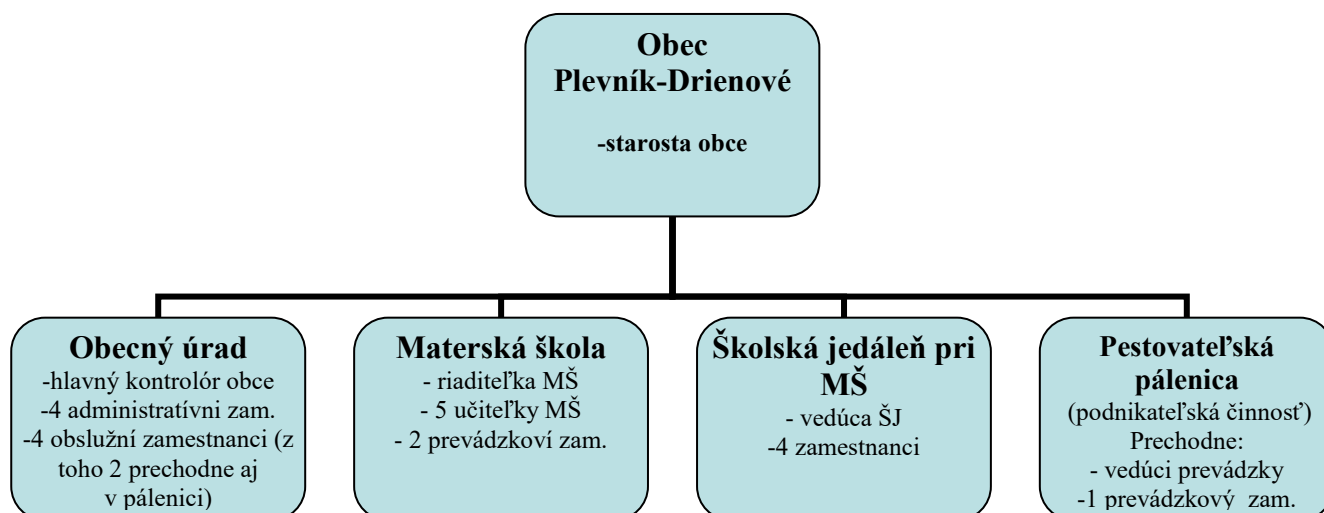 Obec
Plevník-Drienové
-starosta obce
Obecný úrad
-hlavný kontrolór obce
-4 administratívni zam.
-4 obslužní zamestnanci (z
toho 2 prechodne aj
v pálenici)
Materská škola
- riaditeľka MŠ
- 5 učiteľky MŠ
- 2 prevádzkoví zam.
Školská jedáleň pri
MŠ
- vedúca ŠJ
-4 zamestnanci
Pestovateľská
pálenica
(podnikateľská činnosť)
Prechodne:
- vedúci prevádzky
-1 prevádzkový zam.